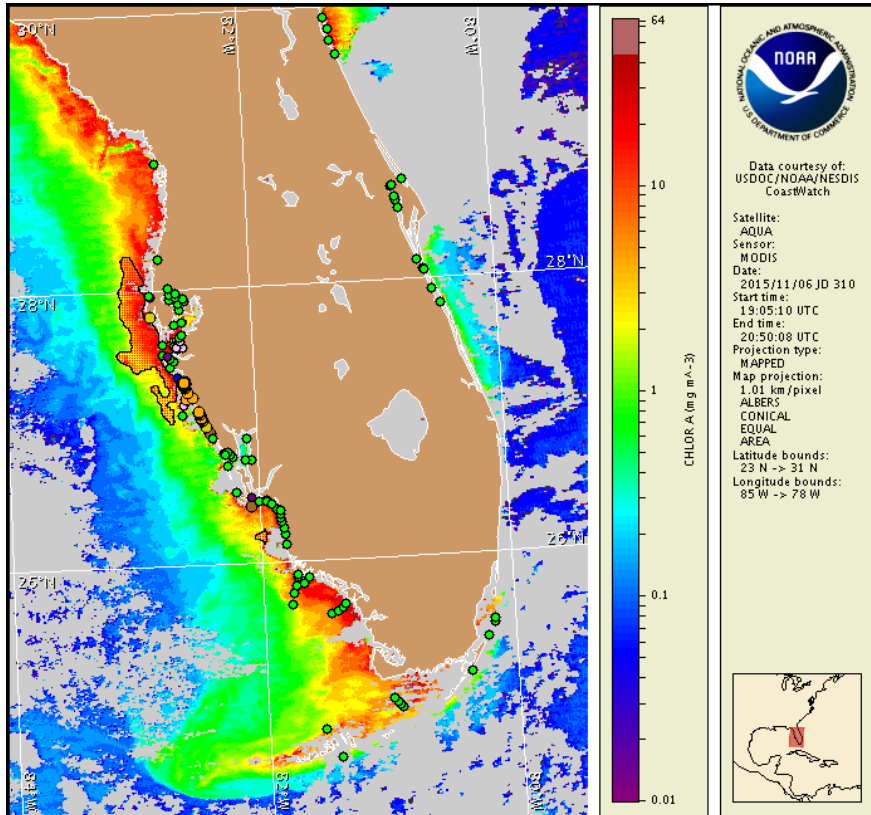 30°N
82°W
80°W
28°N
28°N
26°N
26°N
84°W
82°W
80°W
64
10
1
0.1
0.01
CHLOR A (mg m^-3)
NATIONAL OCEANIC AND ATMOSPHERIC ADMINISTRATION
NOAA
U.S. DEPARTMENT OF COMMERCE
Data courtesy of:
USDOC/NOAA/NESDIS
CoastWatch
Satellite:
AQUA
Sensor:
MODIS
Date:
2015/11/06 JD 310
Start time:
19:05:10 UTC
End time:
20:50:08 UTC
Projection type:
MAPPED
Map projection:
1.01 km/pixel
ALBERS
CONICAL
EQUAL
AREA
Latitude bounds:
23 N -> 31 N
Longitude bounds:
85 W -> 78 W